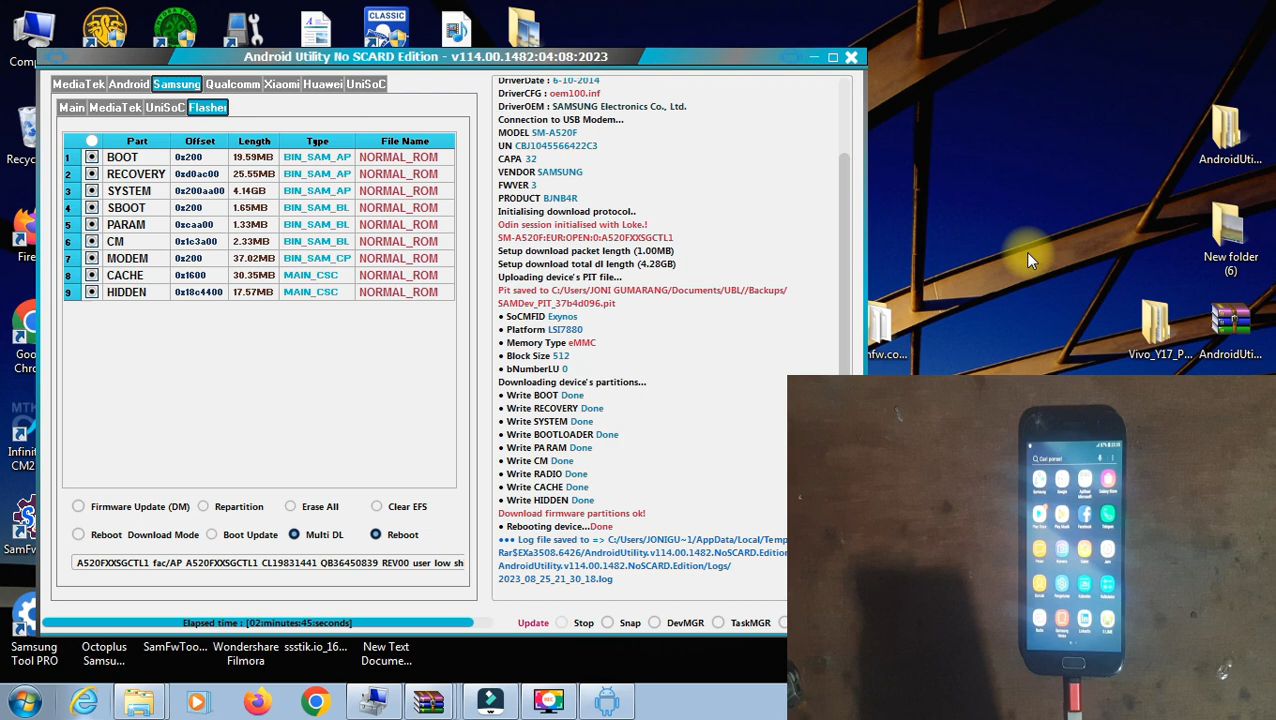 CLASSIC
Android Utility No SCARD Edition - v114.00.1482:04:08:2023
MediaTek Android Samsung Qualcomm Xiaomi Huawei UniSoC
Main MediaTek UniSoC Flasher
Part Offset Length Type File Name
1 BOOT 0x200 19.59MB BIN_SAM_AP NORMAL_ROM
2 RECOVERY 0xd0ac00 25.55MB BIN_SAM_AP NORMAL_ROM
3 SYSTEM 0x200aa00 4.14GB BIN_SAM_AP NORMAL_ROM
4 SBOOT 0x200 1.65MB BIN_SAM_BL NORMAL_ROM
5 PARAM 0xcaa00 1.33MB BIN_SAM_BL NORMAL_ROM
6 CM 0x1c3a00 2.33MB BIN_SAM_BL NORMAL_ROM
7 MODEM 0x200 37.02MB BIN_SAM_CP NORMAL_ROM
8 CACHE 0x1600 30.35MB MAIN_CSC NORMAL_ROM
9 HIDDEN 0x18c4400 17.57MB MAIN_CSC NORMAL_ROM
Firmware Update (DM) Repartition Erase All Clear EFS
Reboot Download Mode Boot Update Multi DL Reboot
A520FXXSGCTL1 fac/AP A520FXXSGCTL1 CL19831441 QB36450839 REV00 user low sh
Elapsed time : [02:minutes:45:seconds]
DriverDate : 6-10-2014
DriverCFG : oem100.inf
DriverOEM : SAMSUNG Electronics Co., Ltd.
Connection to USB Modem...
MODEL SM-A520F
UN CBJ1045566422C3
CAPA 32
VENDOR SAMSUNG
FWVER 3
PRODUCT BJNB4R
Initialising download protocol..
Odin session initialised with Loke.!
SM-A520F:EUR:OPEN:0:A520FXXSGCTL1
Setup download packet length (1.00MB)
Setup download total dl length (4.28GB)
Uploading device's PIT file...
Pit saved to C:/Users/JONI GUMARANG/Documents/UBL//Backups/
SAMDev_PIT_37b4d096.pit
• SoCMFID Exynos
• Platform LSI7880
• Memory Type eMMC
• Block Size 512
• bNumberLU 0
Downloading device's partitions...
• Write BOOT Done
• Write RECOVERY Done
• Write SYSTEM Done
• Write BOOTLOADER Done
• Write PARAM Done
• Write CM Done
• Write RADIO Done
• Write CACHE Done
• Write HIDDEN Done
Download firmware partitions ok!
• Rebooting device...Done
••• Log file saved to => C:/Users/JONIGU~1/AppData/Local/Temp
Rar$EXa3508.6426/AndroidUtility.v114.00.1482.NoSCARD.Edition
AndroidUtility.v114.00.1482.NoSCARD.Edition/Logs/
2023_08_25_21_30_18.log
Update Stop Snap DevMGR TaskMGR
Comp
Recyc
Fire
Goo
Chro
MTK
Infinit
CM2
SamFw
AndroidUti...
New folder
(6)
nfw.co...
Vivo_Y17_P...
AndroidUti...
Samsung
Tool PRO
Octoplus
Samsu...
SamFwToo...
Wondershare
Filmora
ssstik.io_16...
New Text
Docume...
REC
Cari ponsel